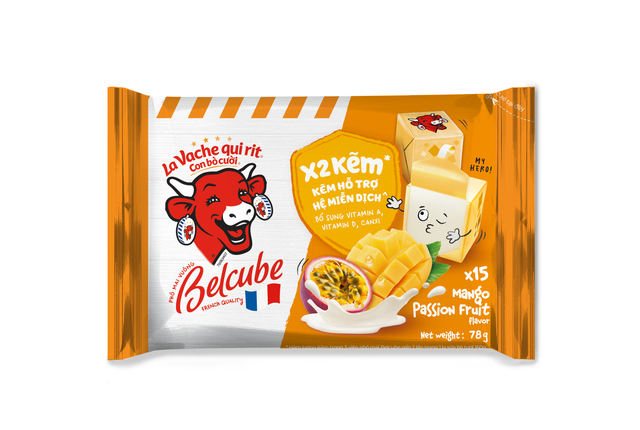 La Vache qui rit®
Con bò cười®
PHÔ MAI VUÔNG
Belcube
FRENCH QUALITY
X2 Kẽm*
KẼM HỖ TRỢ
HỆ MIỄN DỊCH^
BỔ SUNG VITAMIN A,
VITAMIN D, CANXI
MY
HERO!
x15
Mango
Passion Fruit
Flavor
Net weight: 78g